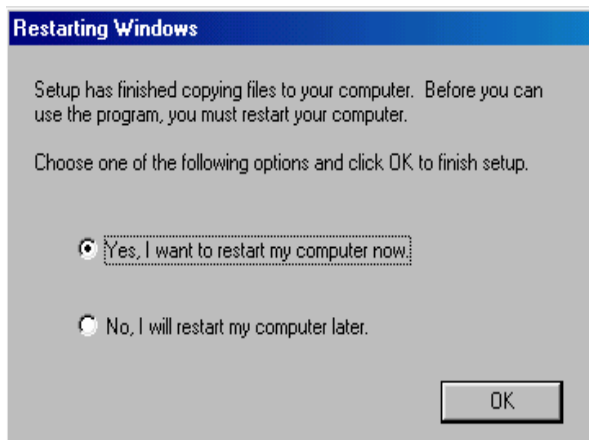 Restarting Windows
Setup has finished copying files to your computer.  Before you can
use the program, you must restart your computer.
Choose one of the following options and click OK to finish setup.
Yes, I want to restart my computer now.
No, I will restart my computer later.
OK